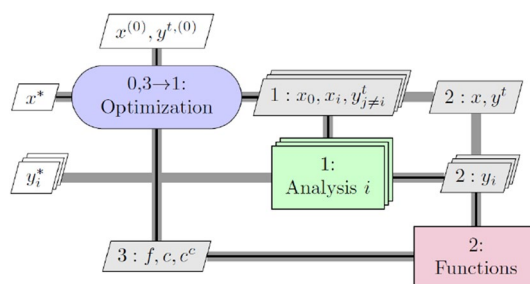 x^{(0)}, y^{t,(0)}
x*
0,3→1:
Optimization
1 : x_0, x_i, y^t_{j≠i}
2 : x, y^t
y_i^*
1:
Analysis i
2 : y_i
3 : f, c, c^c
2:
Functions